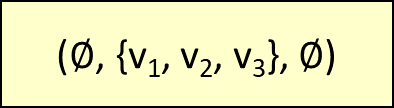 (Ø, {v₁, v₂, v₃}, Ø)